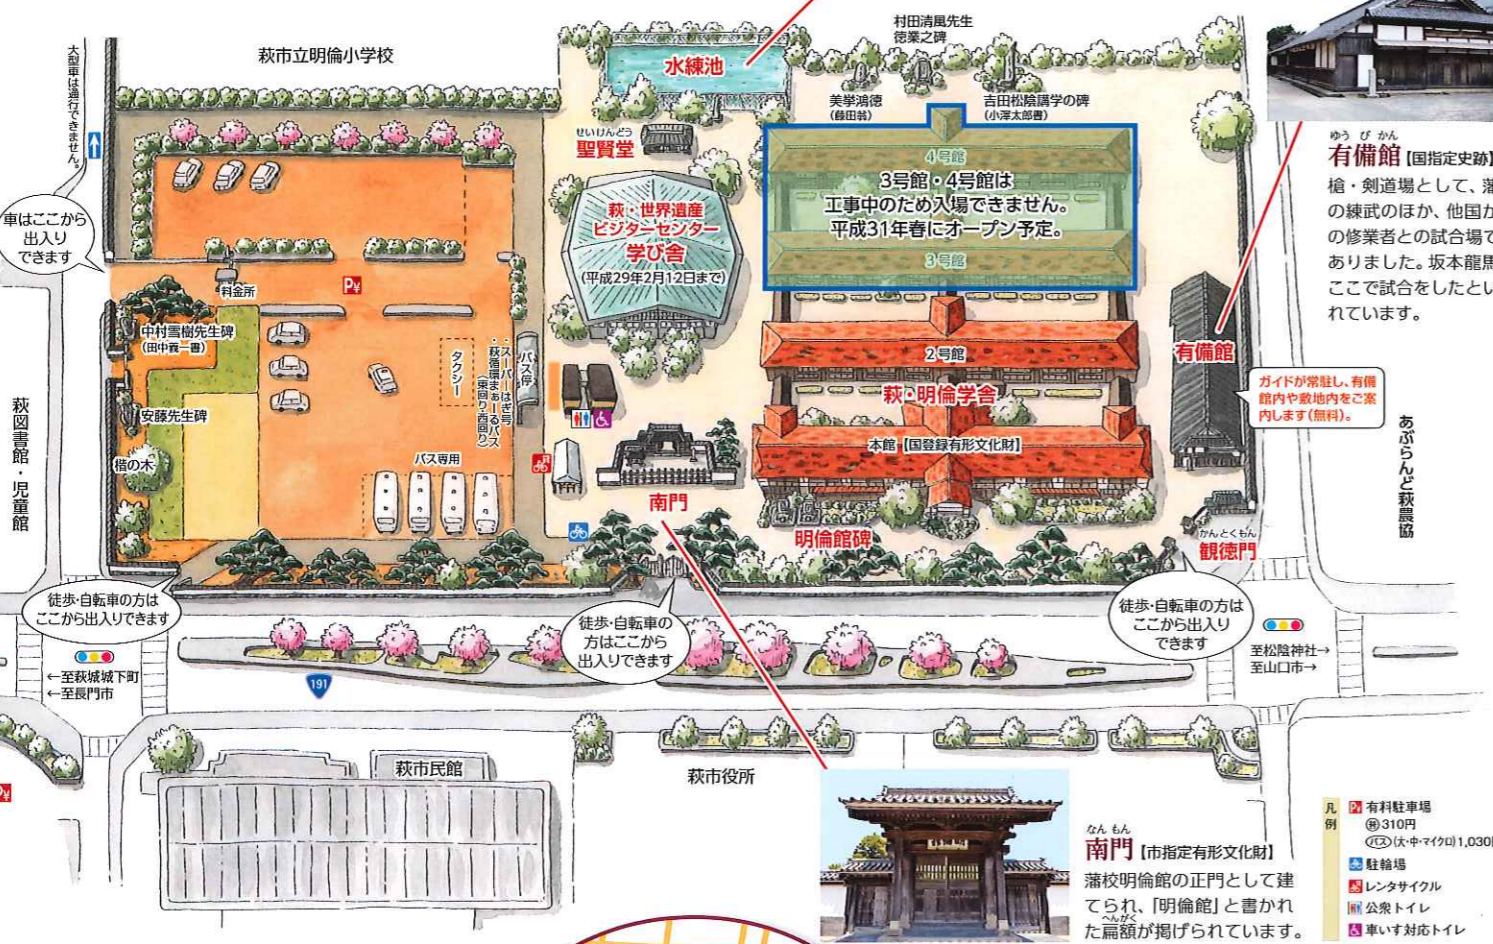 大型車は通行できません。
萩市立明倫小学校
水練池
村田清風先生
徳業之碑
美挙鴻徳
(藤田翁)
吉田松陰講学の碑
(小澤太郎書)
せいけんどう
聖賢堂
4号館
3号館・4号館は
工事中のため入場できません。
平成31年春にオープン予定。
3号館
萩・世界遺産
ビジターセンター
学び舎
(平成29年2月12日まで)
車はここから
出入り
できます
料金所
P¥
中村雪樹先生碑
(田中義一書)
安藤先生碑
楷の木
萩図書館・児童館
タクシー
バス停
・スーパーはぎ号
・萩循環まぁーるバス
(東回り・西回り)
バス専用
2号館
萩・明倫学舎
本館【国登録有形文化財】
南門
明倫館碑
有備館
かんとくもん
観徳門
ガイドが常駐し、有備
館内や敷地内をご案
内します(無料)。
あぶらんど萩農協
ゆうびかん
有備館【国指定史跡】
槍・剣道場として、藩
の練武のほか、他国か
の修業者との試合場で
ありました。坂本龍馬
ここで試合をしたとい
れています。
徒歩・自転車の方は
ここから出入りできます
徒歩・自転車の
方はここから
出入りできます
徒歩・自転車の方は
ここから出入り
できます
←至萩城城下町
←至長門市
191
至松陰神社→
至山口市→
萩市民館
萩市役所
P¥
なんもん
南門【市指定有形文化財】
藩校明倫館の正門として建
てられ、「明倫館」と書かれ
へんがく
た扁額が掲げられています。
凡例
P¥ 有料駐車場
普310円
バス(大・中・マイクロ)1,030
駐輪場
レンタサイクル
公衆トイレ
車いす対応トイレ